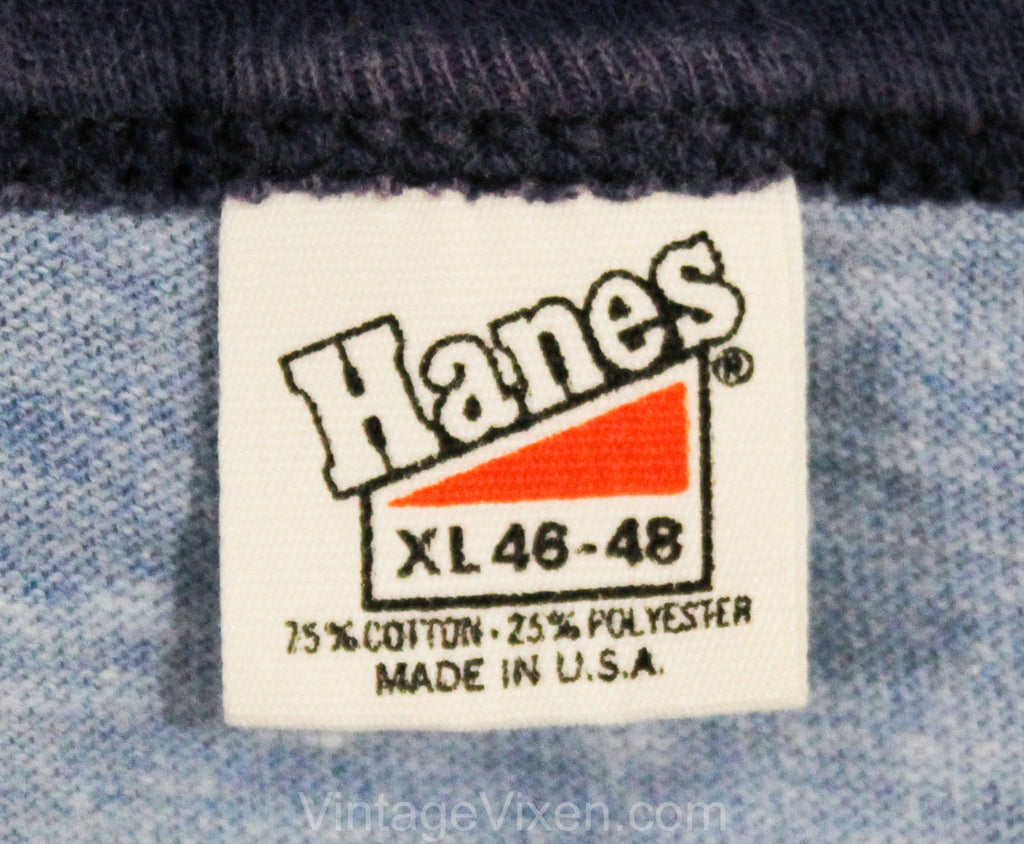 Hanes®
XL 46-48
75% COTTON · 25% POLYESTER
MADE IN U.S.A.
VintageVixen.com